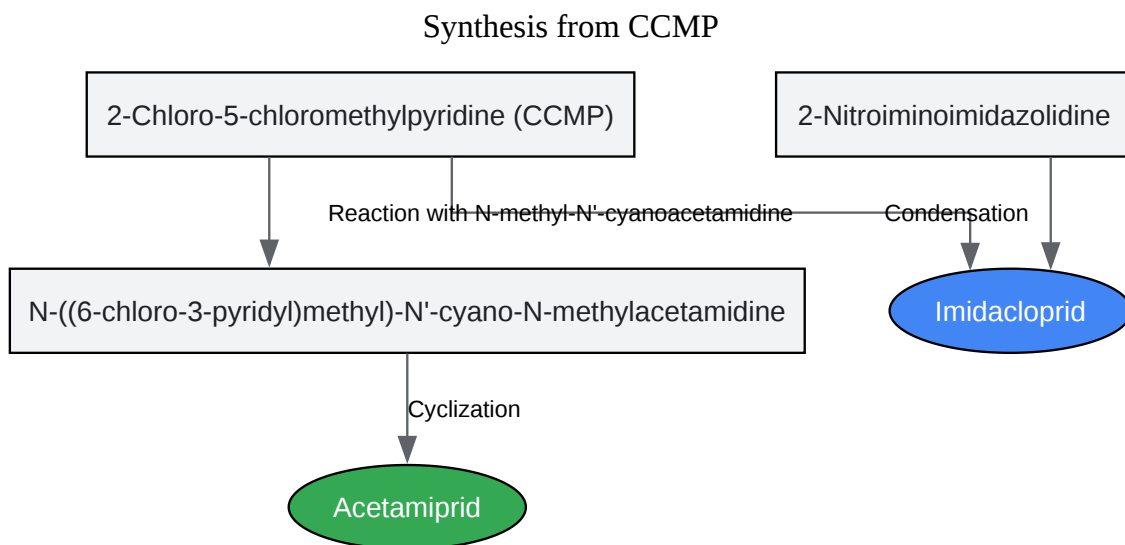 Synthesis from CCMP
2-Chloro-5-chloromethylpyridine (CCMP)
2-Nitroiminoimidazolidine
Reaction with N-methyl-N'-cyanoacetamidine
Condensation
N-((6-chloro-3-pyridyl)methyl)-N'-cyano-N-methylacetamidine
Imidacloprid
Cyclization
Acetamiprid